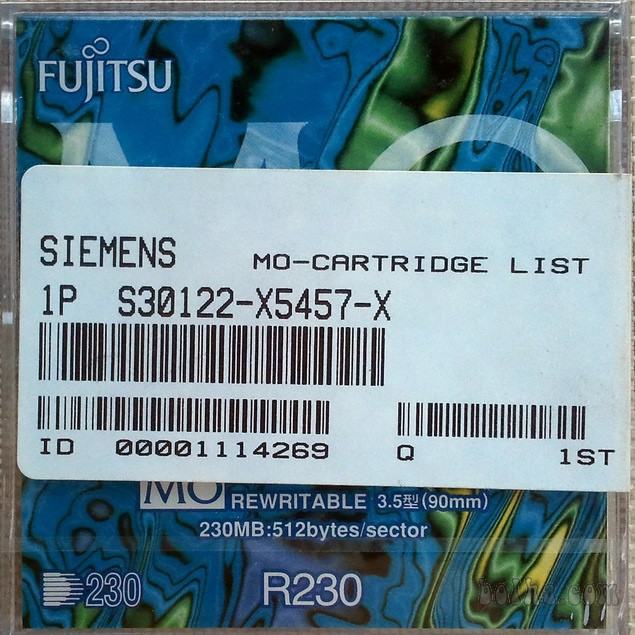 FUJITSU
MO
SIEMENS MO-CARTRIDGE LIST
1P S30122-X5457-X
ID 00001114269 Q 1ST
MO REWRITABLE 3.5型(90mm)
230MB:512bytes/sector
230 R230